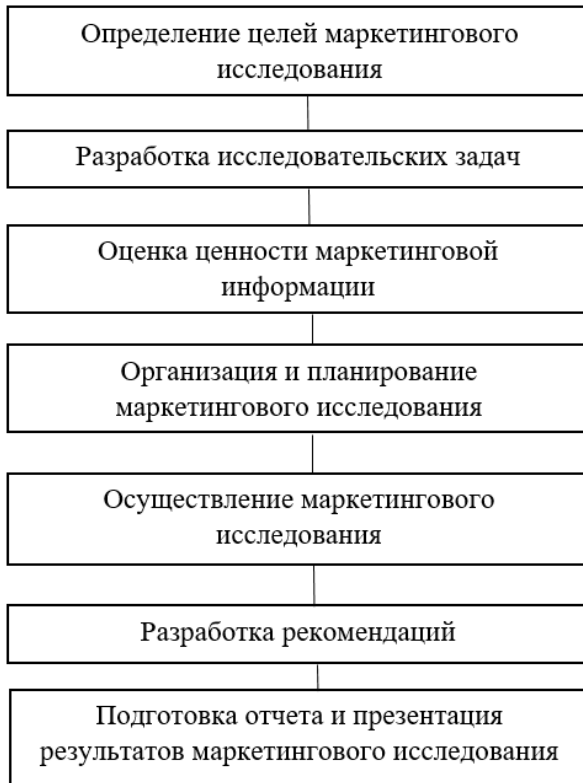 Определение целей маркетингового
исследования
Разработка исследовательских задач
Оценка ценности маркетинговой
информации
Организация и планирование
маркетингового исследования
Осуществление маркетингового
исследования
Разработка рекомендаций
Подготовка отчета и презентация
результатов маркетингового исследования